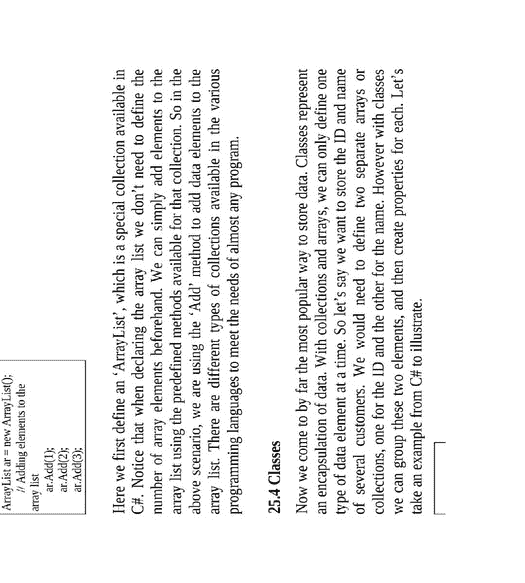 ArrayList ar = new ArrayList();
// Adding elements to the
array list
ar.Add(1);
ar.Add(2);
ar.Add(3);
Here we first define an ‘ArrayList’, which is a special collection available in
C#. Notice that when declaring the array list we don’t need to define the
number of array elements beforehand. We can simply add elements to the
array list using the predefined methods available for that collection. So in the
above scenario, we are using the ‘Add’ method to add data elements to the
array list. There are different types of collections available in the various
programming languages to meet the needs of almost any program.
25.4 Classes
Now we come to by far the most popular way to store data. Classes represent
an encapsulation of data. With collections and arrays, we can only define one
type of data element at a time. So let’s say we want to store the ID and name
of several customers. We would need to define two separate arrays or
collections, one for the ID and the other for the name. However with classes
we can group these two elements, and then create properties for each. Let’s
take an example from C# to illustrate.